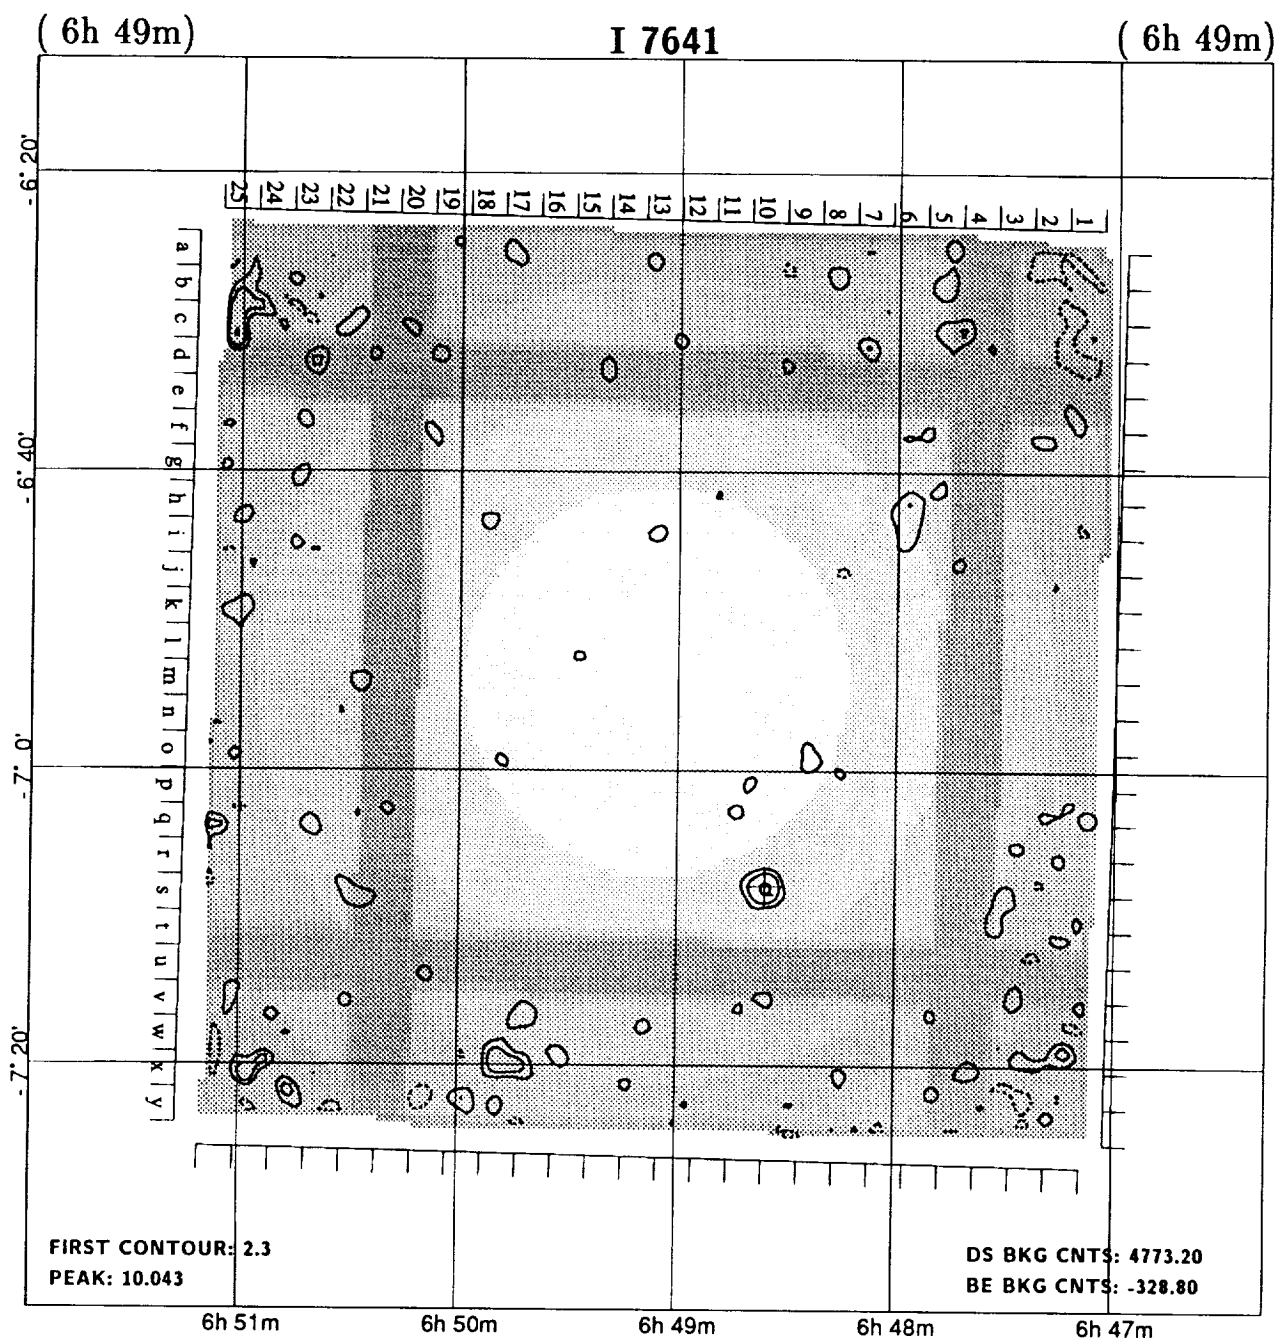 ( 6h 49m)
I 7641
( 6h 49m)
-6° 20'
25 24 23 22 21 20 19 18 17 16 15 14 13 12 11 10 9 8 7 6 5 4 3 2 1
a
b
c
d
e
f
g
h
i
j
k
l
m
n
o
p
q
r
s
t
u
v
w
x
y
-6° 40'
-7° 0'
-7° 20'
FIRST CONTOUR: 2.3
PEAK: 10.043
DS BKG CNTS: 4773.20
BE BKG CNTS: -328.80
6h 51m 6h 50m 6h 49m 6h 48m 6h 47m